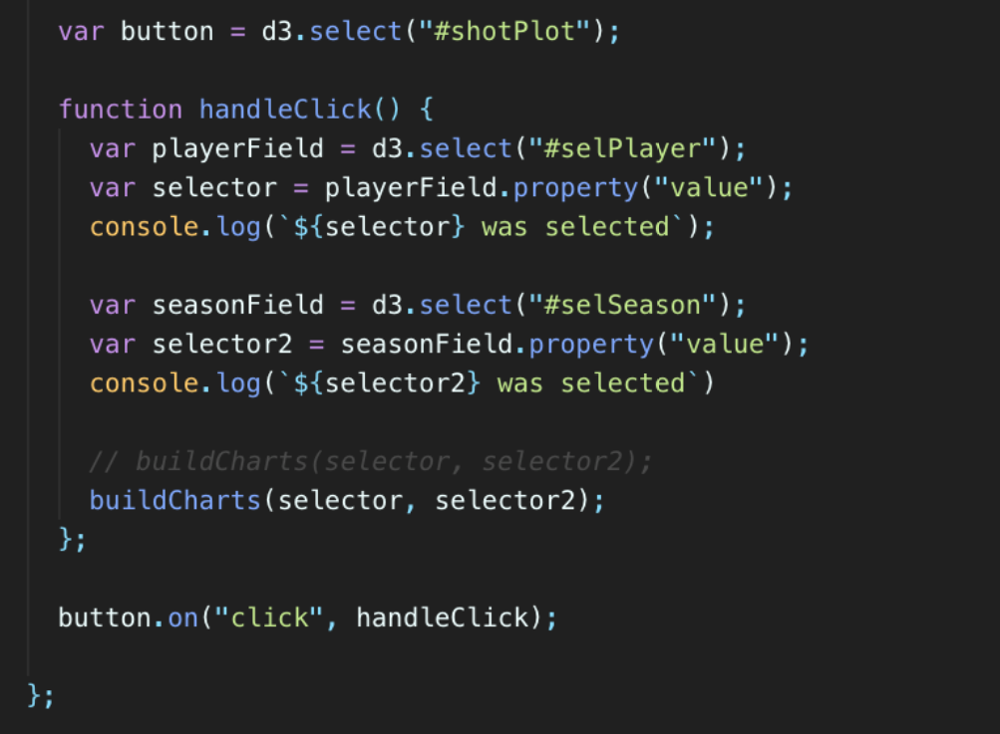 var button = d3.select("#shotPlot");
function handleClick() {
var playerField = d3.select("#selPlayer");
var selector = playerField.property("value");
console.log(`${selector} was selected`);
var seasonField = d3.select("#selSeason");
var selector2 = seasonField.property("value");
console.log(`${selector2} was selected`)
// buildCharts(selector, selector2);
buildCharts(selector, selector2);
};
button.on("click", handleClick);
};